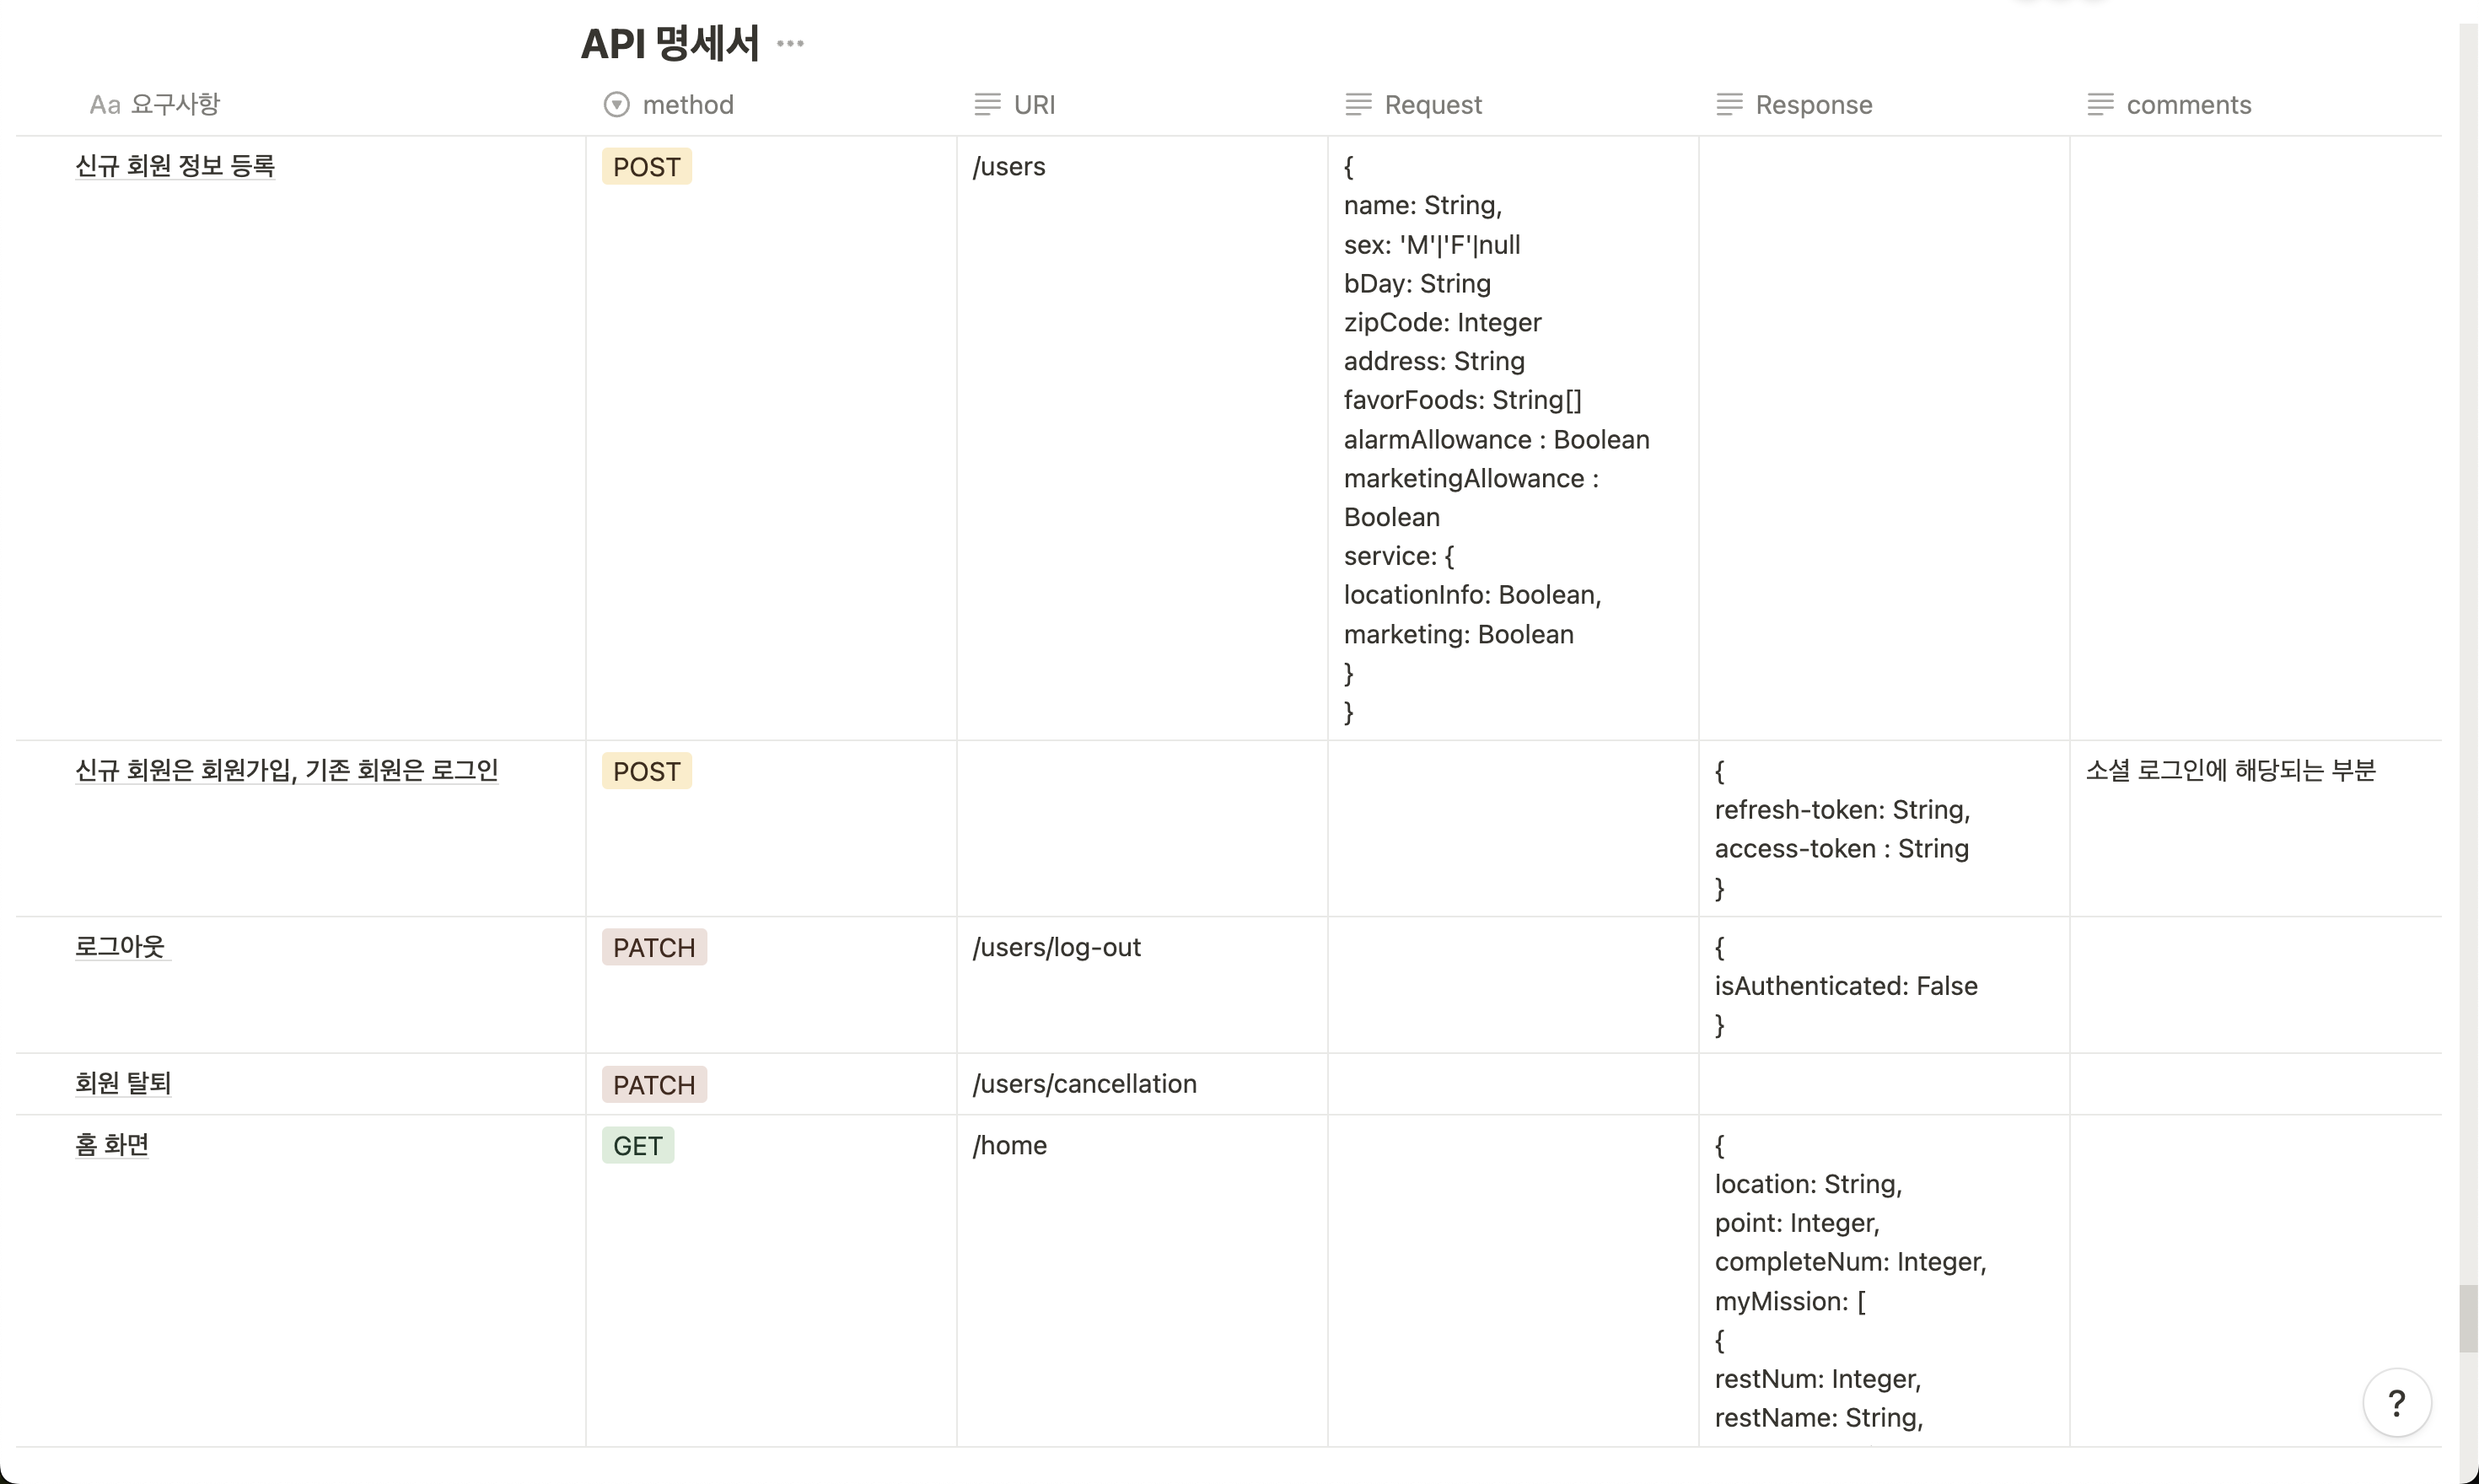 API 명세서 ···
Aa 요구사항
method
URI
Request
Response
comments
신규 회원 정보 등록
POST
/users
{
name: String,
sex: 'M'|'F'|null
bDay: String
zipCode: Integer
address: String
favorFoods: String[]
alarmAllowance : Boolean
marketingAllowance :
Boolean
service: {
locationInfo: Boolean,
marketing: Boolean
}
}
신규 회원은 회원가입, 기존 회원은 로그인
POST
{
refresh-token: String,
access-token : String
}
소셜 로그인에 해당되는 부분
로그아웃
PATCH
/users/log-out
{
isAuthenticated: False
}
회원 탈퇴
PATCH
/users/cancellation
홈 화면
GET
/home
{
location: String,
point: Integer,
completeNum: Integer,
myMission: [
{
restNum: Integer,
restName: String,
?